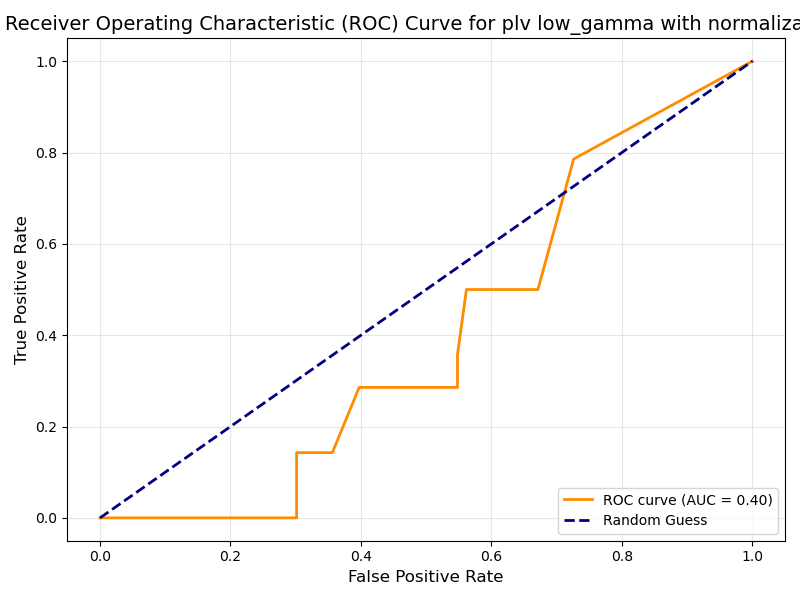 Receiver Operating Characteristic (ROC) Curve for plv low_gamma with normaliza
1.0
0.8
0.6
0.4
0.2
0.0
True Positive Rate
0.0 0.2 0.4 0.6 0.8 1.0
False Positive Rate
ROC curve (AUC = 0.40)
Random Guess